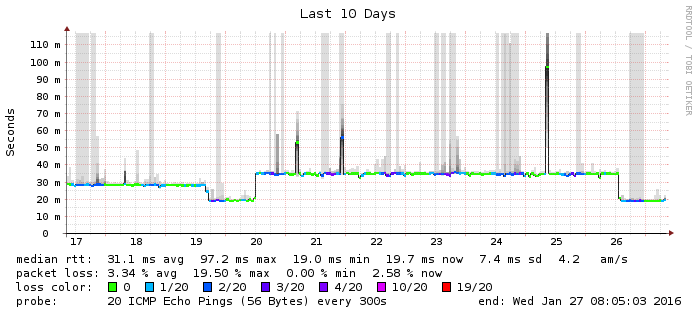 Last 10 Days
RRDTOOL / TOBI OETIKER
Seconds
110 m
100 m
90 m
80 m
70 m
60 m
50 m
40 m
30 m
20 m
10 m
0
17 18 19 20 21 22 23 24 25 26
median rtt: 31.1 ms avg 97.2 ms max 19.0 ms min 19.7 ms now 7.4 ms sd 4.2 am/s
packet loss: 3.34 % avg 19.50 % max 0.00 % min 2.58 % now
loss color: 0 1/20 2/20 3/20 4/20 10/20 19/20
probe: 20 ICMP Echo Pings (56 Bytes) every 300s end: Wed Jan 27 08:05:03 2016